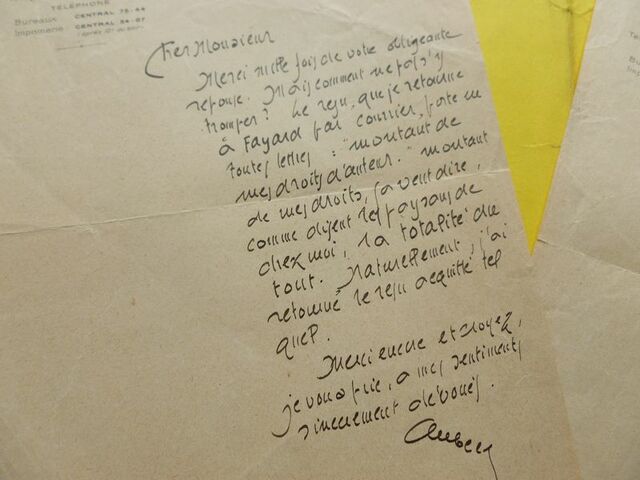 TÉLÉPHONE
Bureaux CENTRAL 75-44
Imprimerie CENTRAL 34-07
Cher Monsieur
Merci mille fois de votre obligeante
réponse. Mais comment ne pas s'y
tromper ? Le reçu, que je retourne
à Fayard par courrier, porte en
toutes lettres : "montant de
mes droits d'auteur." Montant
de mes droits, ça veut dire,
comme disent les paysans de
chez moi, la totalité du
tout. Naturellement, j'ai
retourné le reçu acquitté tel
quel.
Merci encore et croyez,
je vous prie, à mes sentiments
sincèrement dévoués.